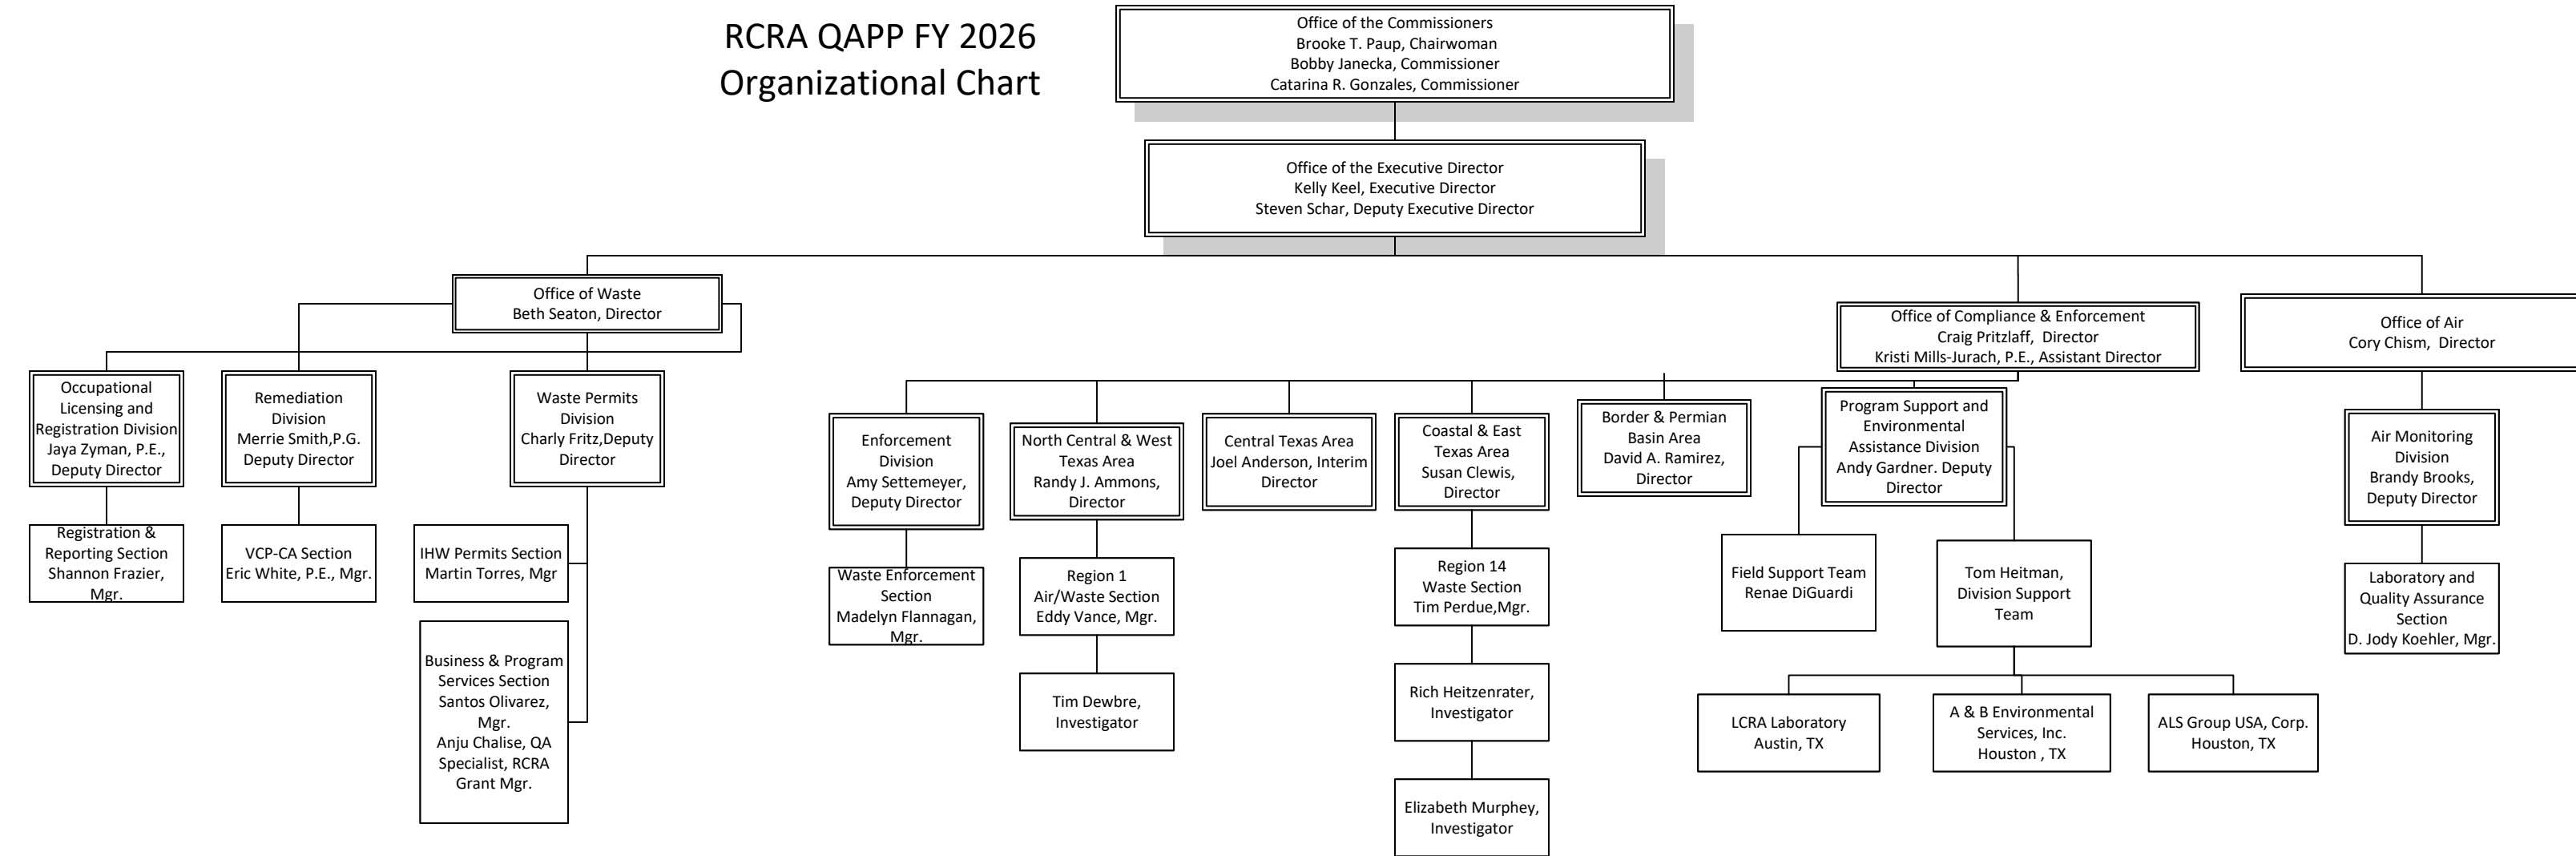 RCRA QAPP FY 2026
Organizational Chart
Office of the Commissioners
Brooke T. Paup, Chairwoman
Bobby Janecka, Commissioner
Catarina R. Gonzales, Commissioner
Office of the Executive Director
Kelly Keel, Executive Director
Steven Schar, Deputy Executive Director
Office of Waste
Beth Seaton, Director
Office of Compliance & Enforcement
Craig Pritzlaff, Director
Kristi Mills-Jurach, P.E., Assistant Director
Office of Air
Cory Chism, Director
Occupational
Licensing and
Registration Division
Jaya Zyman, P.E.,
Deputy Director
Remediation
Division
Merrie Smith,P.G.
Deputy Director
Waste Permits
Division
Charly Fritz,Deputy
Director
Enforcement
Division
Amy Settemeyer,
Deputy Director
North Central & West
Texas Area
Randy J. Ammons,
Director
Central Texas Area
Joel Anderson, Interim
Director
Coastal & East
Texas Area
Susan Clewis,
Director
Border & Permian
Basin Area
David A. Ramirez,
Director
Program Support and
Environmental
Assistance Division
Andy Gardner. Deputy
Director
Air Monitoring
Division
Brandy Brooks,
Deputy Director
Registration &
Reporting Section
Shannon Frazier,
Mgr.
VCP-CA Section
Eric White, P.E., Mgr.
IHW Permits Section
Martin Torres, Mgr
Business & Program
Services Section
Santos Olivarez,
Mgr.
Anju Chalise, QA
Specialist, RCRA
Grant Mgr.
Waste Enforcement
Section
Madelyn Flannagan,
Mgr.
Region 1
Air/Waste Section
Eddy Vance, Mgr.
Tim Dewbre,
Investigator
Region 14
Waste Section
Tim Perdue,Mgr.
Rich Heitzenrater,
Investigator
Elizabeth Murphey,
Investigator
Field Support Team
Renae DiGuardi
Tom Heitman,
Division Support
Team
LCRA Laboratory
Austin, TX
A & B Environmental
Services, Inc.
Houston , TX
ALS Group USA, Corp.
Houston, TX
Laboratory and
Quality Assurance
Section
D. Jody Koehler, Mgr.